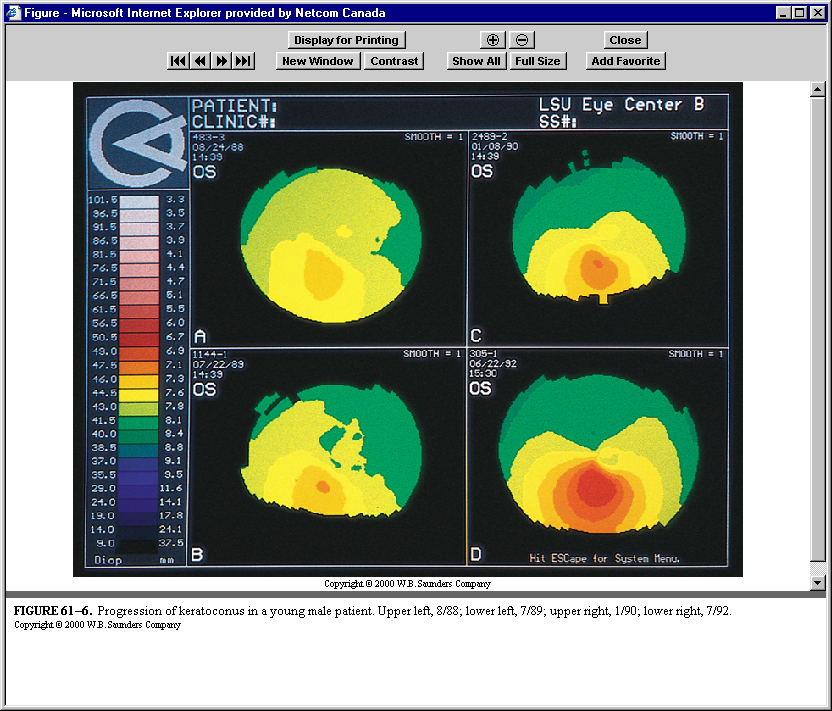 Figure - Microsoft Internet Explorer provided by Netcom Canada
Display for Printing
Close
New Window
Contrast
Show All
Full Size
Add Favorite
PATIENT:
CLINIC#:
LSU Eye Center B
SS#:
483-3
SMOOTH = 1
08/24/88
14:39
OS
A
2489-2
SMOOTH = 1
01/08/90
14:39
OS
C
101.5 3.3
96.5 3.5
91.5 3.7
86.5 3.9
81.5 4.1
76.5 4.4
71.5 4.7
66.5 5.1
61.5 5.5
56.5 6.0
50.5 6.7
49.0 6.9
47.5 7.1
46.0 7.3
44.5 7.6
43.0 7.8
41.5 8.1
40.0 8.4
38.5 8.8
37.0 9.1
35.5 9.5
29.0 11.6
24.0 14.1
19.0 17.8
14.0 24.1
9.0 37.5
Diop mm
1144-1
SMOOTH = 1
07/22/89
14:39
OS
B
305-1
SMOOTH = 1
06/22/92
15:30
OS
D
Hit ESCape for System Menu.
Copyright © 2000 W.B.Saunders Company
FIGURE 61–6. Progression of keratoconus in a young male patient. Upper left, 8/88; lower left, 7/89; upper right, 1/90; lower right, 7/92.
Copyright © 2000 W.B.Saunders Company